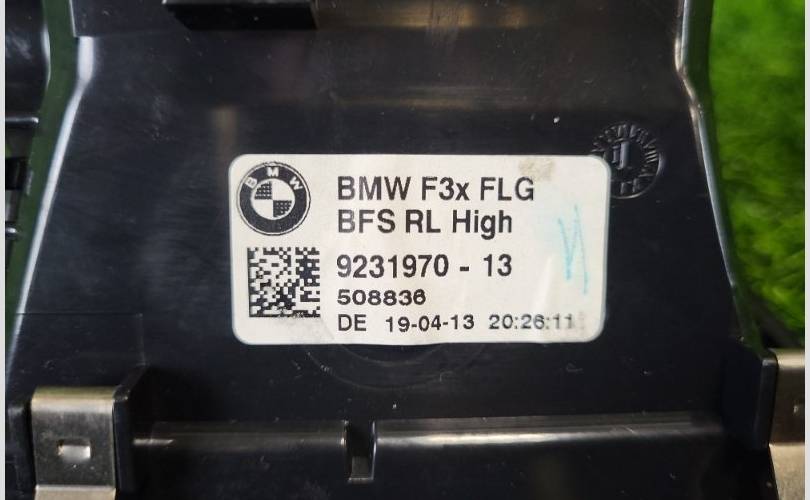 BMW
BMW F3x FLG
BFS RL High
9231970 - 13
508836
DE 19-04-13 20:26:11